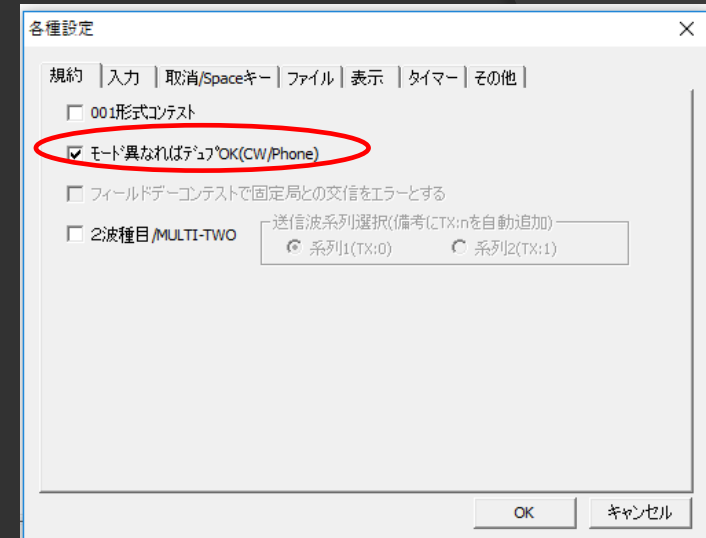 各種設定
規約 入力 取消/Spaceキー ファイル 表示 タイマー その他
001形式ｺﾝﾃｽﾄ
ﾓｰﾄﾞ異なればﾃﾞｭﾌﾟOK(CW/Phone)
フィールドデーコンテストで固定局との交信をエラーとする
2波種目/MULTI-TWO
送信波系列選択(備考にTX:nを自動追加)
系列1(TX:0) 系列2(TX:1)
OK キャンセル